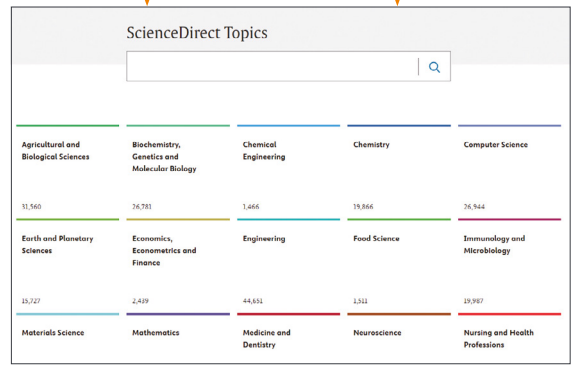 ScienceDirect Topics
Agricultural and Biochemistry, Chemical Chemistry Computer Science
Biological Sciences Genetics and Engineering
Molecular Biology
31,560 26,781 1,466 19,866 26,944
Earth and Planetary Economics, Engineering Food Science Immunology and
Sciences Econometrics and Microbiology
Finance
15,727 2,439 44,651 1,511 19,987
Materials Science Mathematics Medicine and Neuroscience Nursing and Health
Dentistry Professions